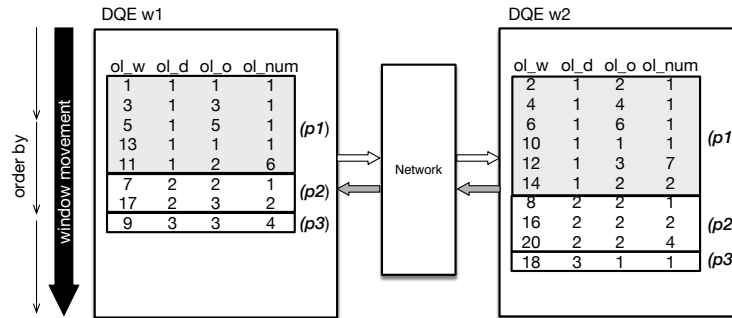 DQE w1
ol_w ol_d ol_o ol_num
1 1 1 1
3 1 3 1
5 1 5 1
13 1 1 1
11 1 2 6
(p1)
7 2 2 1
17 2 3 2
(p2)
9 3 3 4
(p3)
order by
window movement
Network
DQE w2
ol_w ol_d ol_o ol_num
2 1 2 1
4 1 4 1
6 1 6 1
10 1 1 1
12 1 3 7
14 1 2 2
(p1
8 2 2 1
16 2 2 2
20 2 2 4
(p2
18 3 1 1
(p3